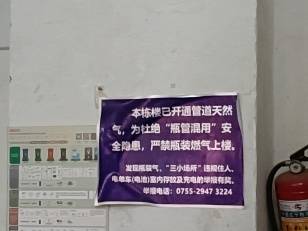 本栋楼已开通管道天然
气，为杜绝“瓶管混用”安
全隐患，严禁瓶装燃气上楼。
发现瓶装气、“三小场所”违规住人、
电单车(电池)室内存放及充电的举报有奖。
举报电话：0755-2947 3224